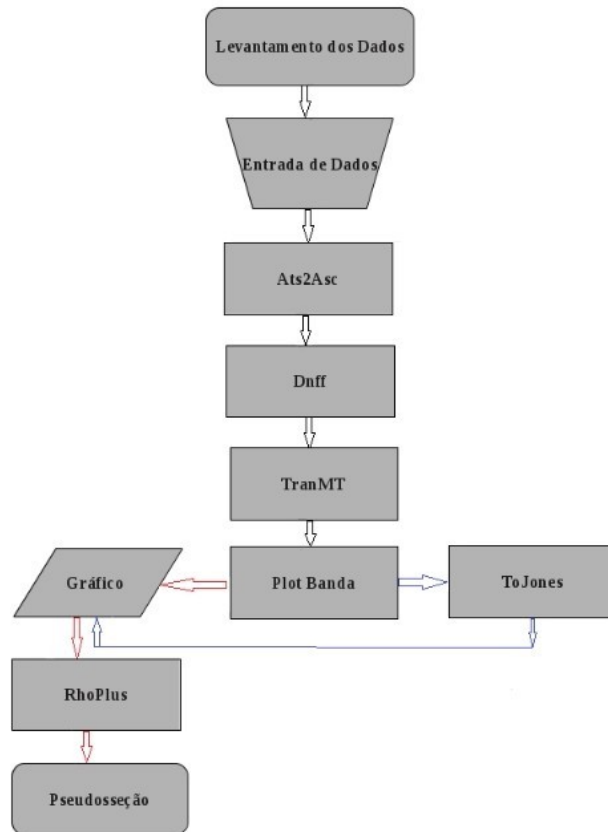 Levantamento dos Dados
Entrada de Dados
Ats2Asc
Dnff
TranMT
Plot Banda
Gráfico
ToJones
RhoPlus
Pseudosseção